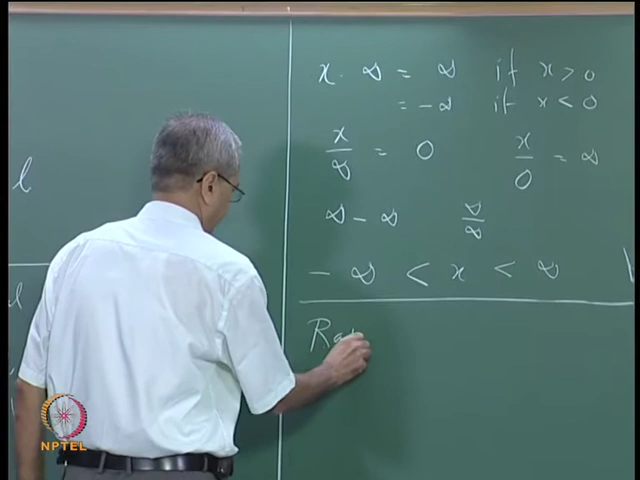 l
x · ∞ = ∞ if x > 0
= -∞ if x < 0
x/∞ = 0 x/0 = ∞
∞ - ∞ ∞/∞
-∞ < x < ∞
Ra
NPTEL